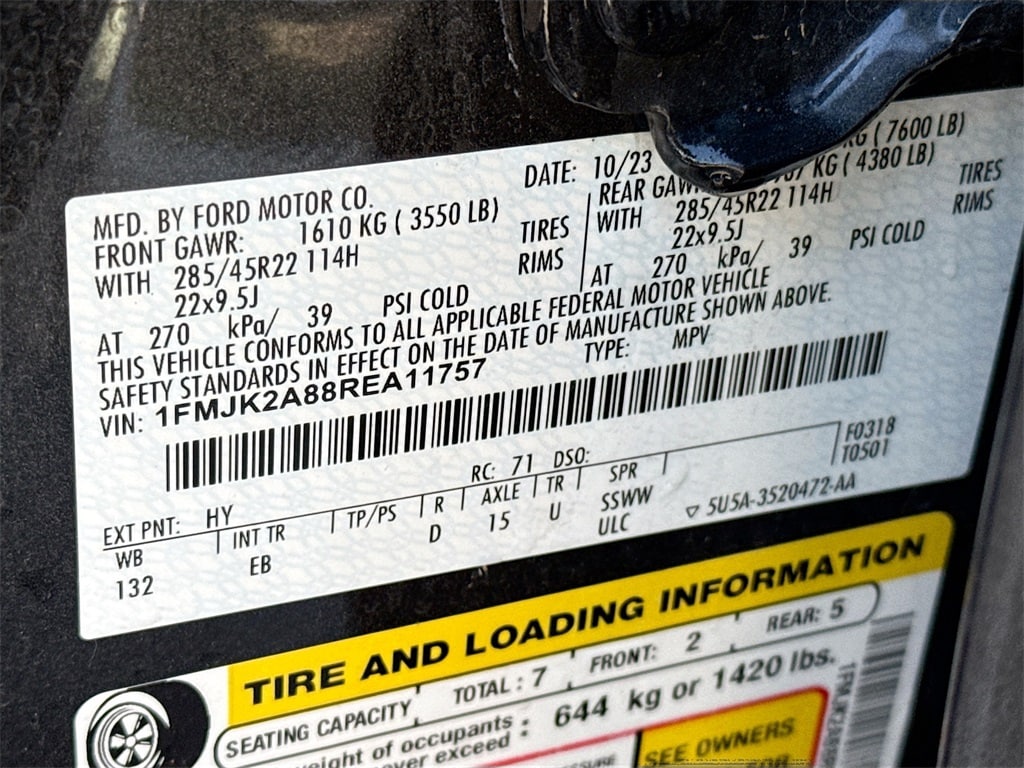 DATE: 10/23
KG ( 7600 LB)
MFD. BY FORD MOTOR CO.
FRONT GAWR: 1610 KG ( 3550 LB)
REAR KG ( 4380 LB)
WITH 285/45R22 114H TIRES
22x9.5J RIMS
AT 270 kPa/ 39 PSI COLD
WITH 285/45R22 114H TIRES
22x9.5J RIMS
AT 270 kPa/ 39 PSI COLD
THIS VEHICLE CONFORMS TO ALL APPLICABLE FEDERAL MOTOR VEHICLE
SAFETY STANDARDS IN EFFECT ON THE DATE OF MANUFACTURE SHOWN ABOVE.
VIN: 1FMJK2A88REA11757 TYPE: MPV
F0318
T0501
EXT PNT: HY RC: 71 DSO:
WB INT TR TP/PS R AXLE TR SPR
132 EB D 15 U SSWW
ULC
▽ 5U5A-3520472-AA
TIRE AND LOADING INFORMATION
SEATING CAPACITY TOTAL : 7 FRONT: 2 REAR: 5
of occupants : 644 kg or 1420 lbs.
exceed
SEE OWNERS